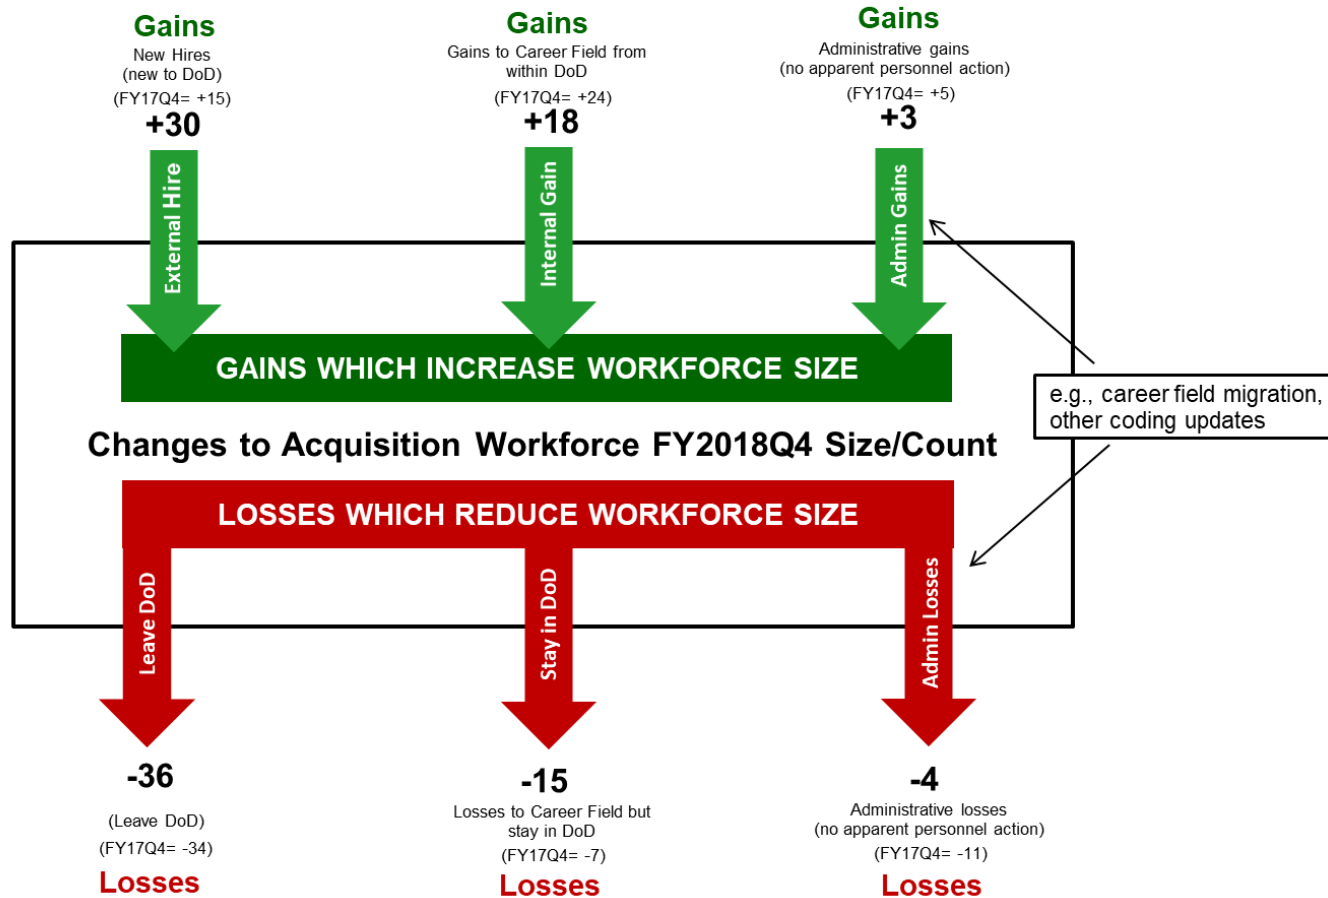 Gains
New Hires
(new to DoD)
(FY17Q4= +15)
+30
Gains
Gains to Career Field from
within DoD
(FY17Q4= +24)
+18
Gains
Administrative gains
(no apparent personnel action)
(FY17Q4= +5)
+3
External Hire
Internal Gain
Admin Gains
GAINS WHICH INCREASE WORKFORCE SIZE
e.g., career field migration,
other coding updates
Changes to Acquisition Workforce FY2018Q4 Size/Count
LOSSES WHICH REDUCE WORKFORCE SIZE
Leave DoD
Stay in DoD
Admin Losses
-36
(Leave DoD)
(FY17Q4= -34)
Losses
-15
Losses to Career Field but
stay in DoD
(FY17Q4= -7)
Losses
-4
Administrative losses
(no apparent personnel action)
(FY17Q4= -11)
Losses